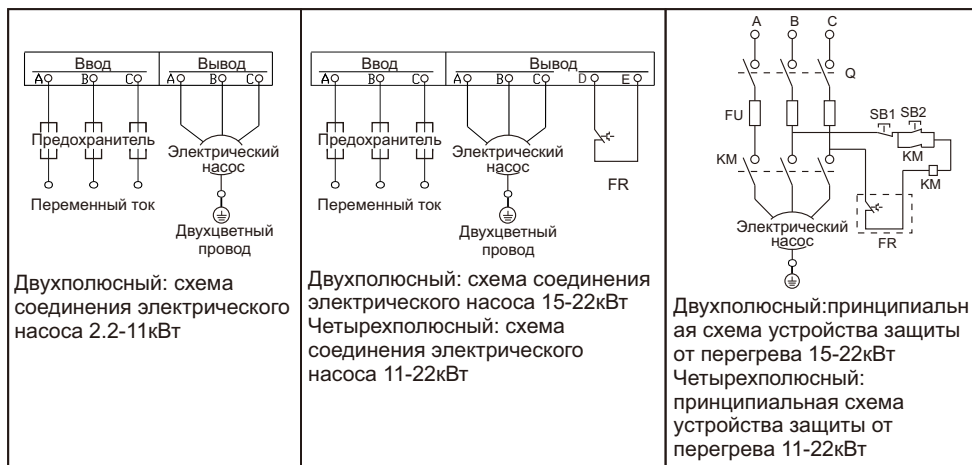 Ввод Вывод
A B C A B C
Предохранитель
Электрический
насос
Переменный ток
Двухцветный
провод
Двухполюсный: схема
соединения электрического
насоса 2.2-11кВт
Ввод Вывод
A B C A B C D E
Предохранитель
Электрический
насос
FR
Переменный ток
Двухцветный
провод
Двухполюсный: схема соединения
электрического насоса 15-22кВт
Четырехполюсный: схема
соединения электрического
насоса 11-22кВт
A B C
Q
FU
SB1 SB2
KM
KM
KM
Электрический
насос
FR
Двухполюсный:принципиальн
ая схема устройства защиты
от перегрева 15-22кВт
Четырехполюсный:
принципиальная схема
устройства защиты от
перегрева 11-22кВт